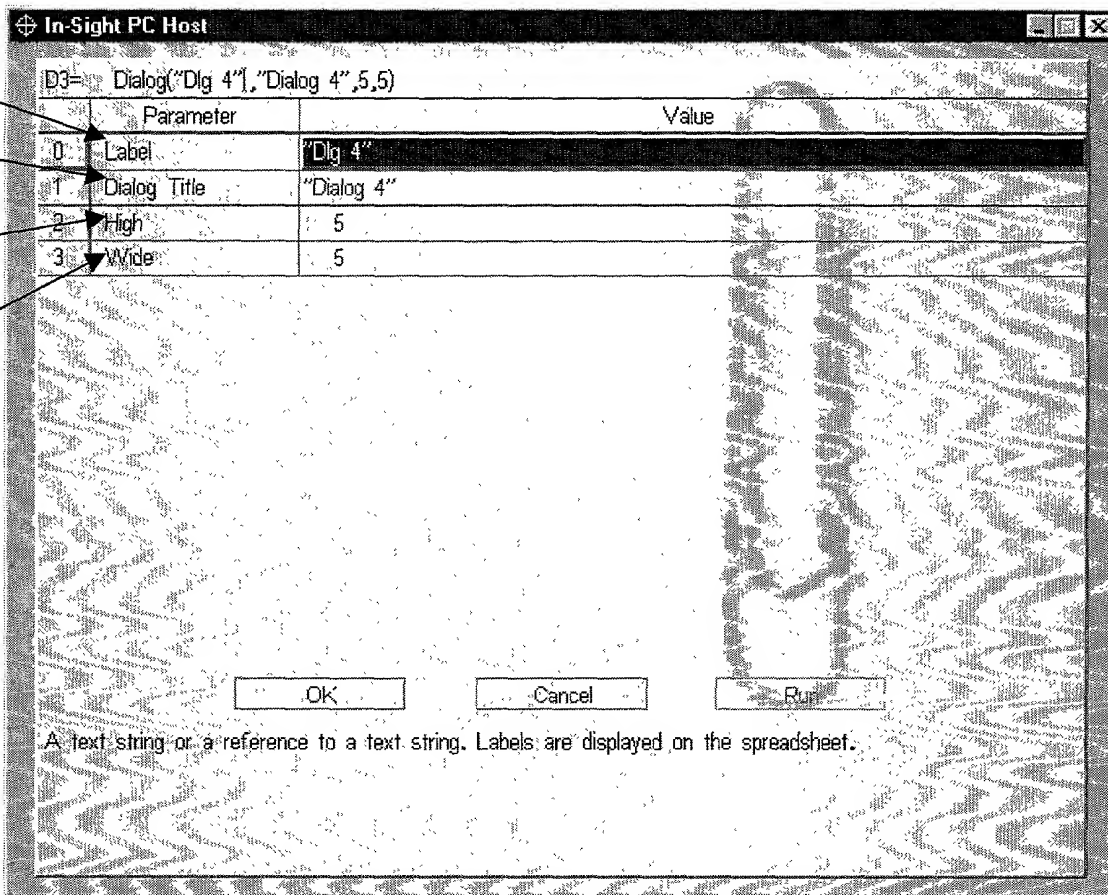 In-Sight PC Host
D3= Dialog("Dlg 4"|,"Dialog 4",5,5)
Parameter Value
0 Label "Dlg 4"
1 Dialog Title "Dialog 4"
2 High 5
3 Wide 5
OK Cancel Run
A text string or a reference to a text string. Labels are displayed on the spreadsheet.